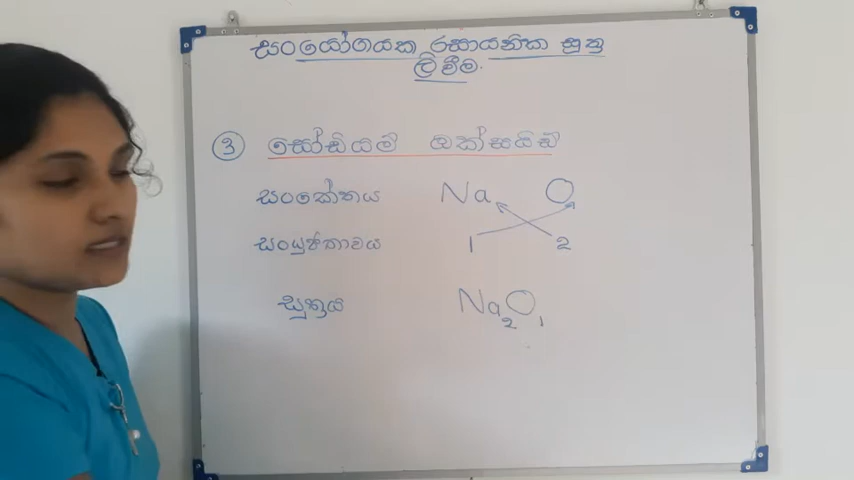 සංයෝගයක රසායනික සූත්‍ර
ලිවීම.
3 සෝඩියම් ඔක්සයිඩ්
සංකේතය Na O
සංයුජතාවය 1 2
සූත්‍රය Na₂O₁